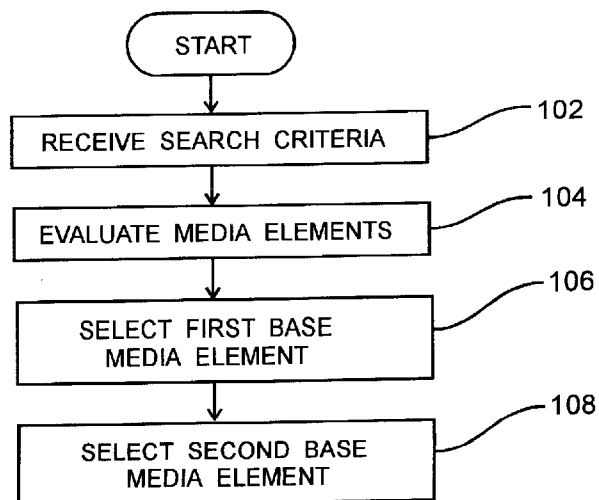 START
RECEIVE SEARCH CRITERIA
102
EVALUATE MEDIA ELEMENTS
104
SELECT FIRST BASE
MEDIA ELEMENT
106
SELECT SECOND BASE
MEDIA ELEMENT
108